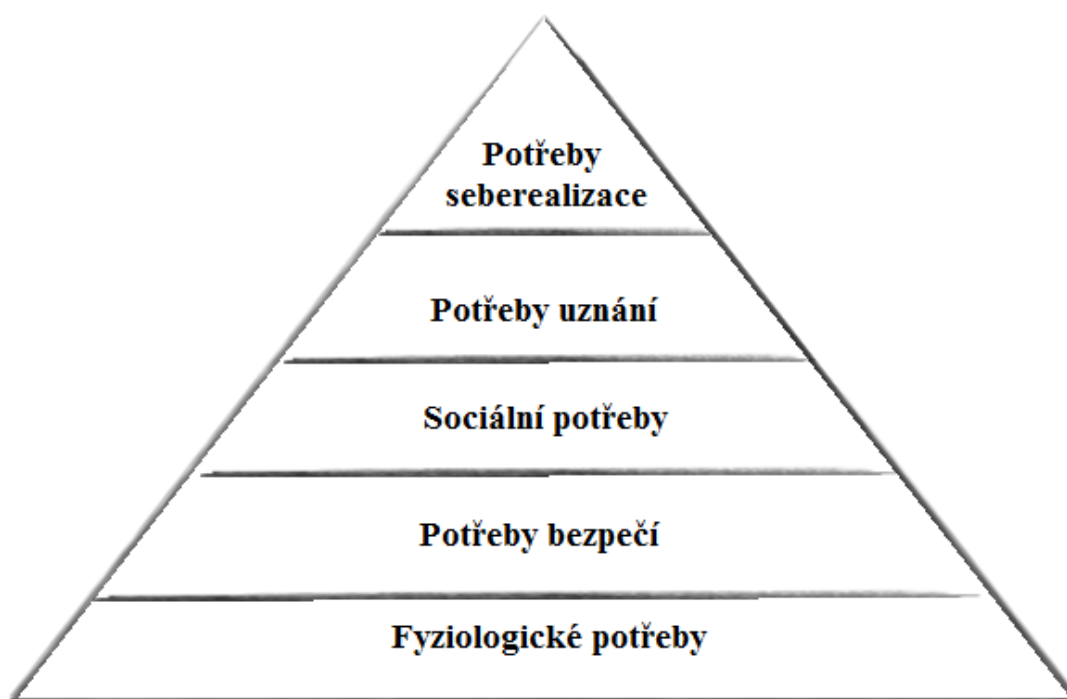 Potřeby
seberealizace
Potřeby uznání
Sociální potřeby
Potřeby bezpečí
Fyziologické potřeby